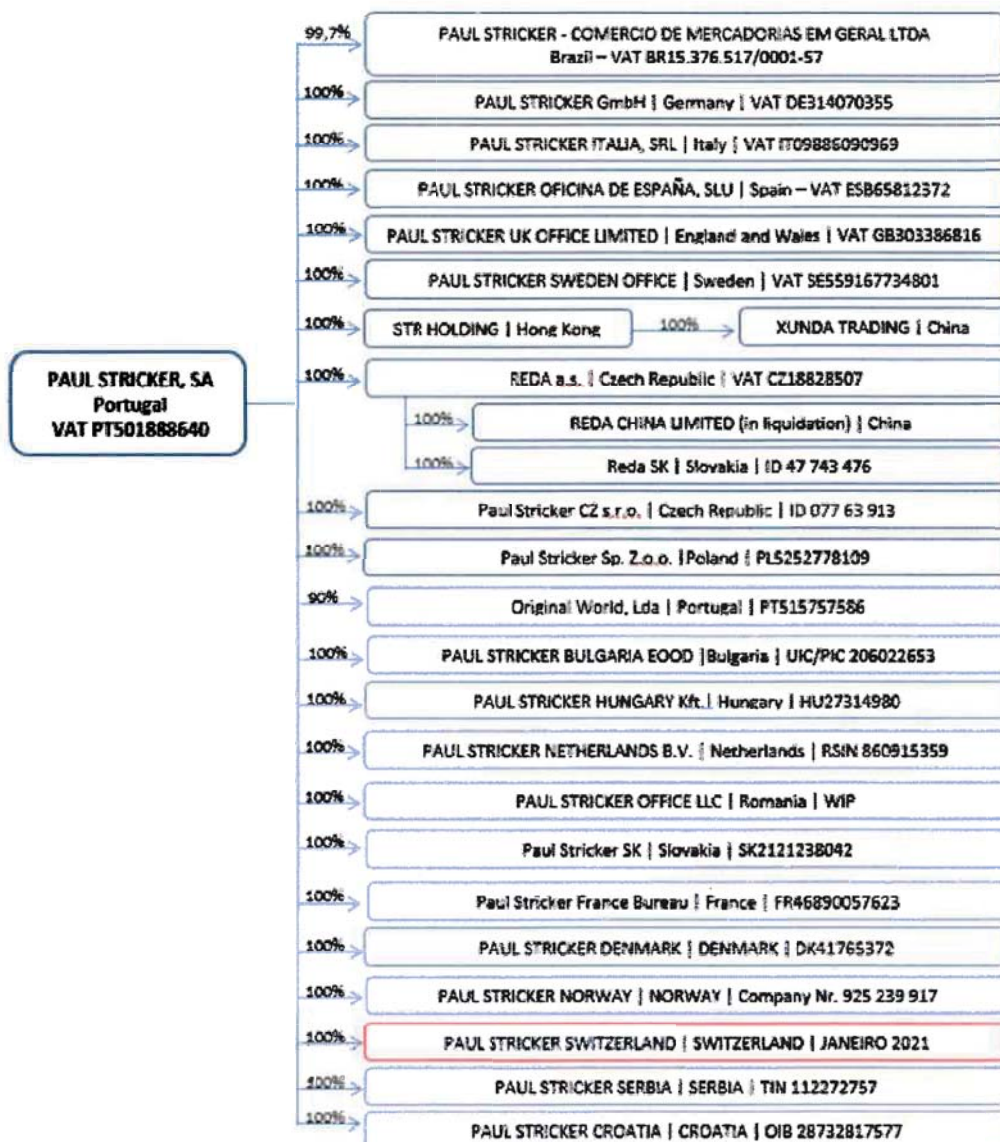 99,7%
PAUL STRICKER - COMERCIO DE MERCADORIAS EM GERAL LTDA
Brazil – VAT BR15.376.517/0001-57
100%
PAUL STRICKER GmbH | Germany | VAT DE314070355
100%
PAUL STRICKER ITALIA, SRL | Italy | VAT IT09886090969
100%
PAUL STRICKER OFICINA DE ESPAÑA, SLU | Spain – VAT ESB65812372
100%
PAUL STRICKER UK OFFICE LIMITED | England and Wales | VAT GB303386816
100%
PAUL STRICKER SWEDEN OFFICE | Sweden | VAT SE559167734801
100%
STR HOLDING | Hong Kong
100%
XUNDA TRADING | China
PAUL STRICKER, SA
Portugal
VAT PT501888640
100%
REDA a.s. | Czech Republic | VAT CZ18828507
100%
REDA CHINA LIMITED (in liquidation) | China
100%
Reda SK | Slovakia | ID 47 743 476
100%
Paul Stricker CZ s.r.o. | Czech Republic | ID 077 63 913
100%
Paul Stricker Sp. Z.o.o. |Poland | PL5252778109
90%
Original World, Lda | Portugal | PT515757586
100%
PAUL STRICKER BULGARIA EOOD |Bulgaria | UIC/PIC 206022653
100%
PAUL STRICKER HUNGARY Kft.| Hungary | HU27314980
100%
PAUL STRICKER NETHERLANDS B.V. | Netherlands | RSIN 860915359
100%
PAUL STRICKER OFFICE LLC | Romania | WIP
100%
Paul Stricker SK | Slovakia | SK2121238042
100%
Paul Stricker France Bureau | France | FR46890057623
100%
PAUL STRICKER DENMARK | DENMARK | DK41765372
100%
PAUL STRICKER NORWAY | NORWAY | Company Nr. 925 239 917
100%
PAUL STRICKER SWITZERLAND | SWITZERLAND | JANEIRO 2021
100%
PAUL STRICKER SERBIA | SERBIA | TIN 112272757
100%
PAUL STRICKER CROATIA | CROATIA | OIB 28732817577